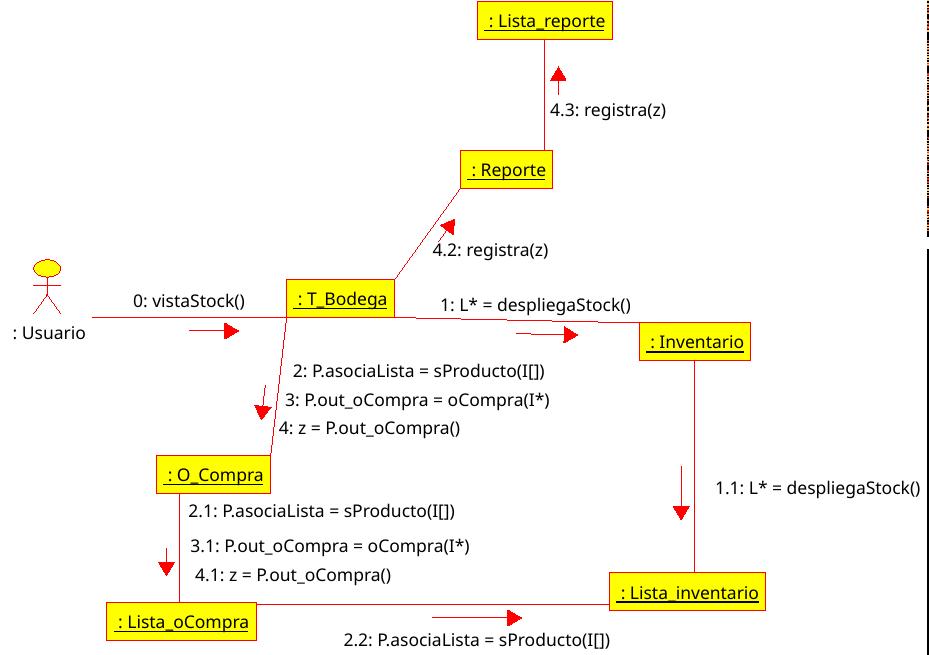 : Lista_reporte
4.3: registra(z)
: Reporte
4.2: registra(z)
: T_Bodega
0: vistaStock()
1: L* = despliegaStock()
: Usuario
: Inventario
2: P.asociaLista = sProducto(I[])
3: P.out_oCompra = oCompra(I*)
4: z = P.out_oCompra()
: O_Compra
1.1: L* = despliegaStock()
2.1: P.asociaLista = sProducto(I[])
3.1: P.out_oCompra = oCompra(I*)
4.1: z = P.out_oCompra()
: Lista_inventario
: Lista_oCompra
2.2: P.asociaLista = sProducto(I[])